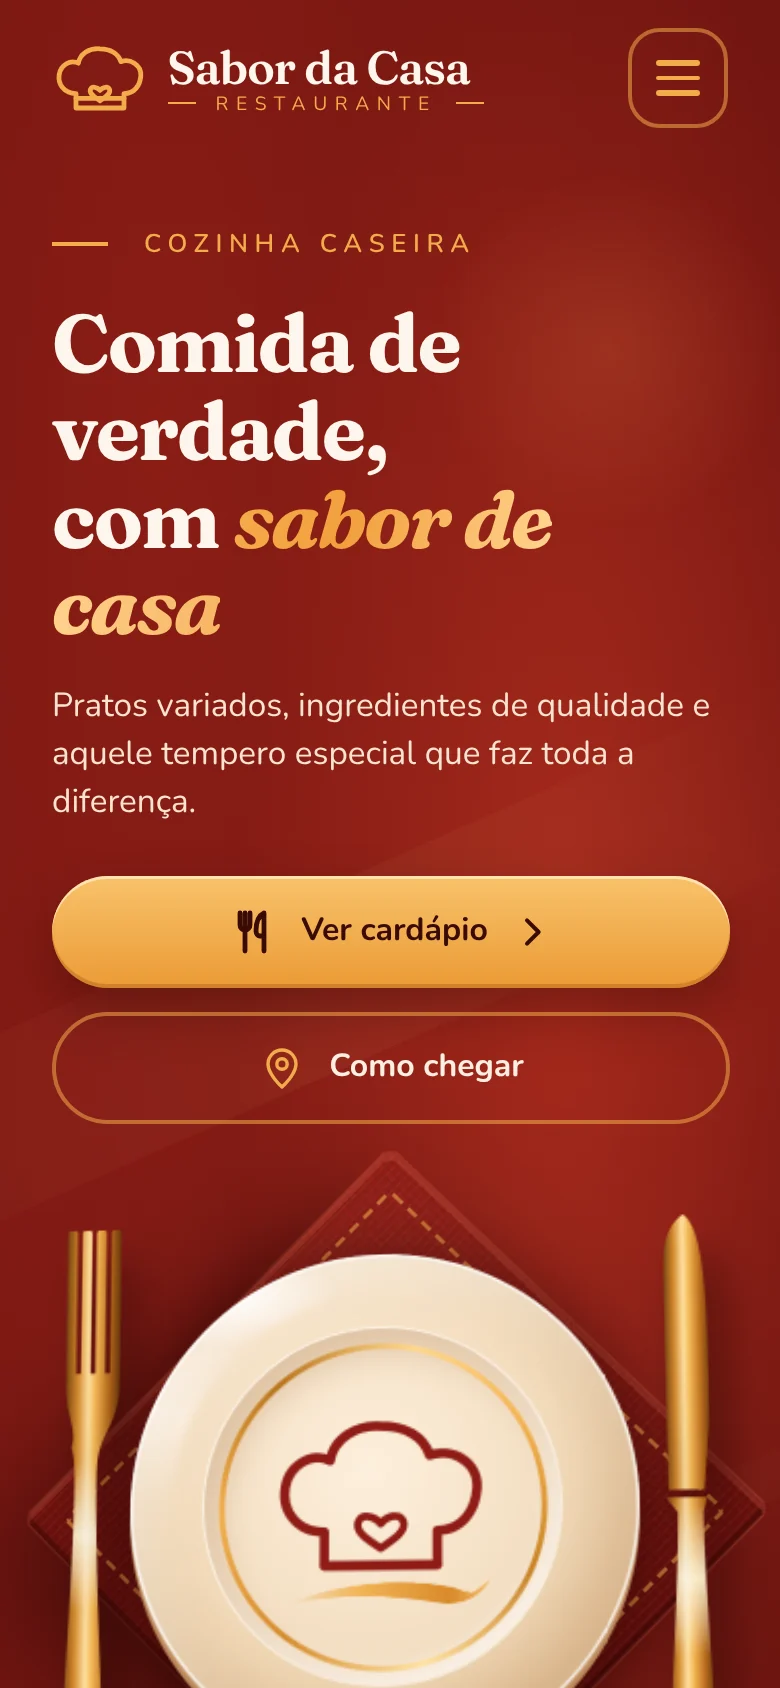 Sabor da Casa
RESTAURANTE
COZINHA CASEIRA
Comida de
verdade,
com sabor de
casa
Pratos variados, ingredientes de qualidade e
aquele tempero especial que faz toda a
diferença.
Ver cardápio
Como chegar